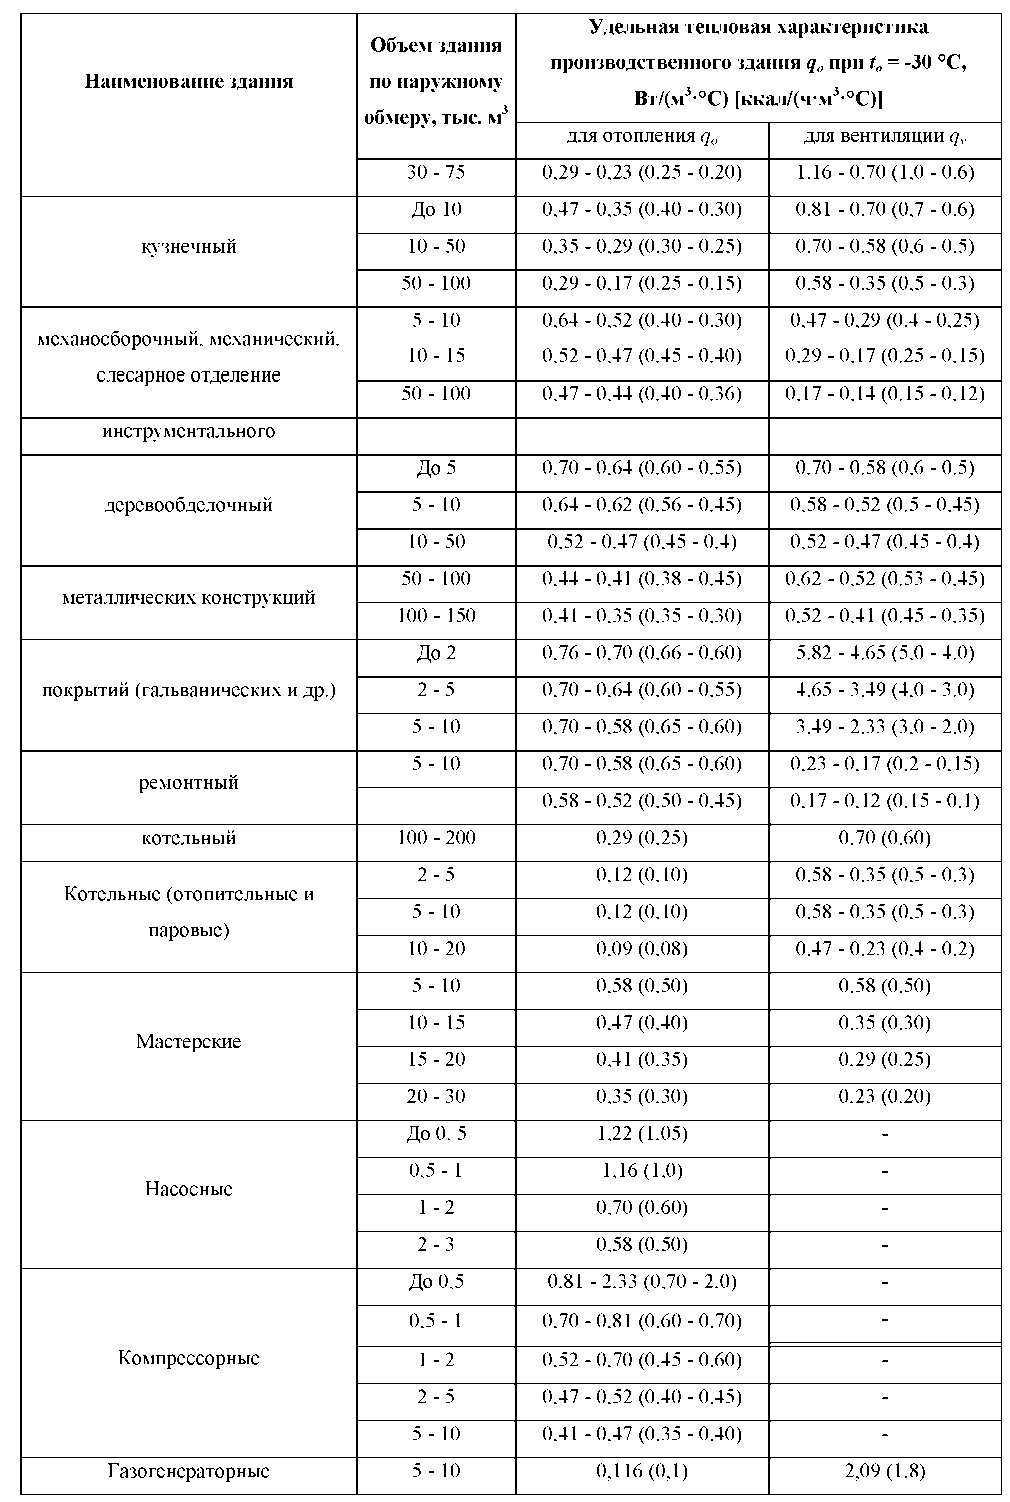 Наименование здания
Объем здания
по наружному
обмеру, тыс. м³
Удельная тепловая характеристика
производственного здания qₒ при tₒ = -30 °С,
Вт/(м³·°С) [ккал/(ч·м³·°С)]
для отопления qₒ
для вентиляции qᵥ
30 - 75
0,29 - 0,23 (0.25 - 0.20)
1.16 - 0.70 (1,0 - 0.6)
кузнечный
До 10
0,47 - 0,35 (0.40 - 0.30)
0.81 - 0.70 (0,7 - 0.6)
10 - 50
0,35 - 0,29 (0,30 - 0,25)
0,70 - 0,58 (0,6 - 0,5)
50 - 100
0,29 - 0,17 (0.25 - 0.15)
0.58 - 0.35 (0,5 - 0.3)
механосборочный, механический,
слесарное отделение
5 - 10
0,64 - 0,52 (0.40 - 0.30)
0,47 - 0,29 (0.4 - 0,25)
10 - 15
0,52 - 0,47 (0,45 - 0,40)
0,29 - 0,17 (0,25 - 0,15)
50 - 100
0,47 - 0,44 (0,40 - 0,36)
0,17 - 0,14 (0,15 - 0,12)
инструментального
деревообделочный
До 5
0,70 - 0,64 (0,60 - 0,55)
0,70 - 0,58 (0,6 - 0,5)
5 - 10
0,64 - 0,62 (0,56 - 0,45)
0,58 - 0,52 (0,5 - 0,45)
10 - 50
0,52 - 0,47 (0,45 - 0,4)
0,52 - 0,47 (0,45 - 0,4)
металлических конструкций
50 - 100
0,44 - 0,41 (0,38 - 0,45)
0,62 - 0,52 (0,53 - 0,45)
100 - 150
0,41 - 0,35 (0,35 - 0,30)
0,52 - 0,41 (0,45 - 0,35)
покрытий (гальванических и др.)
До 2
0,76 - 0,70 (0,66 - 0,60)
5,82 - 4,65 (5,0 - 4,0)
2 - 5
0,70 - 0,64 (0,60 - 0,55)
4,65 - 3,49 (4,0 - 3,0)
5 - 10
0,70 - 0,58 (0,65 - 0,60)
3,49 - 2,33 (3,0 - 2,0)
ремонтный
5 - 10
0,70 - 0,58 (0,65 - 0,60)
0,23 - 0,17 (0,2 - 0,15)
0,58 - 0,52 (0,50 - 0,45)
0,17 - 0,12 (0,15 - 0,1)
котельный
100 - 200
0,29 (0,25)
0,70 (0,60)
Котельные (отопительные и
паровые)
2 - 5
0,12 (0,10)
0,58 - 0,35 (0,5 - 0,3)
5 - 10
0,12 (0,10)
0,58 - 0,35 (0,5 - 0,3)
10 - 20
0,09 (0,08)
0,47 - 0,23 (0,4 - 0,2)
Мастерские
5 - 10
0,58 (0,50)
0,58 (0,50)
10 - 15
0,47 (0,40)
0,35 (0,30)
15 - 20
0,41 (0,35)
0,29 (0,25)
20 - 30
0,35 (0,30)
0,23 (0,20)
Насосные
До 0. 5
1,22 (1,05)
-
0,5 - 1
1,16 (1,0)
-
1 - 2
0,70 (0,60)
-
2 - 3
0,58 (0,50)
-
Компрессорные
До 0,5
0,81 - 2,33 (0,70 - 2,0)
-
0,5 - 1
0,70 - 0,81 (0,60 - 0,70)
-
1 - 2
0,52 - 0,70 (0,45 - 0,60)
-
2 - 5
0,47 - 0,52 (0,40 - 0,45)
-
5 - 10
0,41 - 0,47 (0,35 - 0,40)
-
Газогенераторные
5 - 10
0,116 (0,1)
2,09 (1,8)